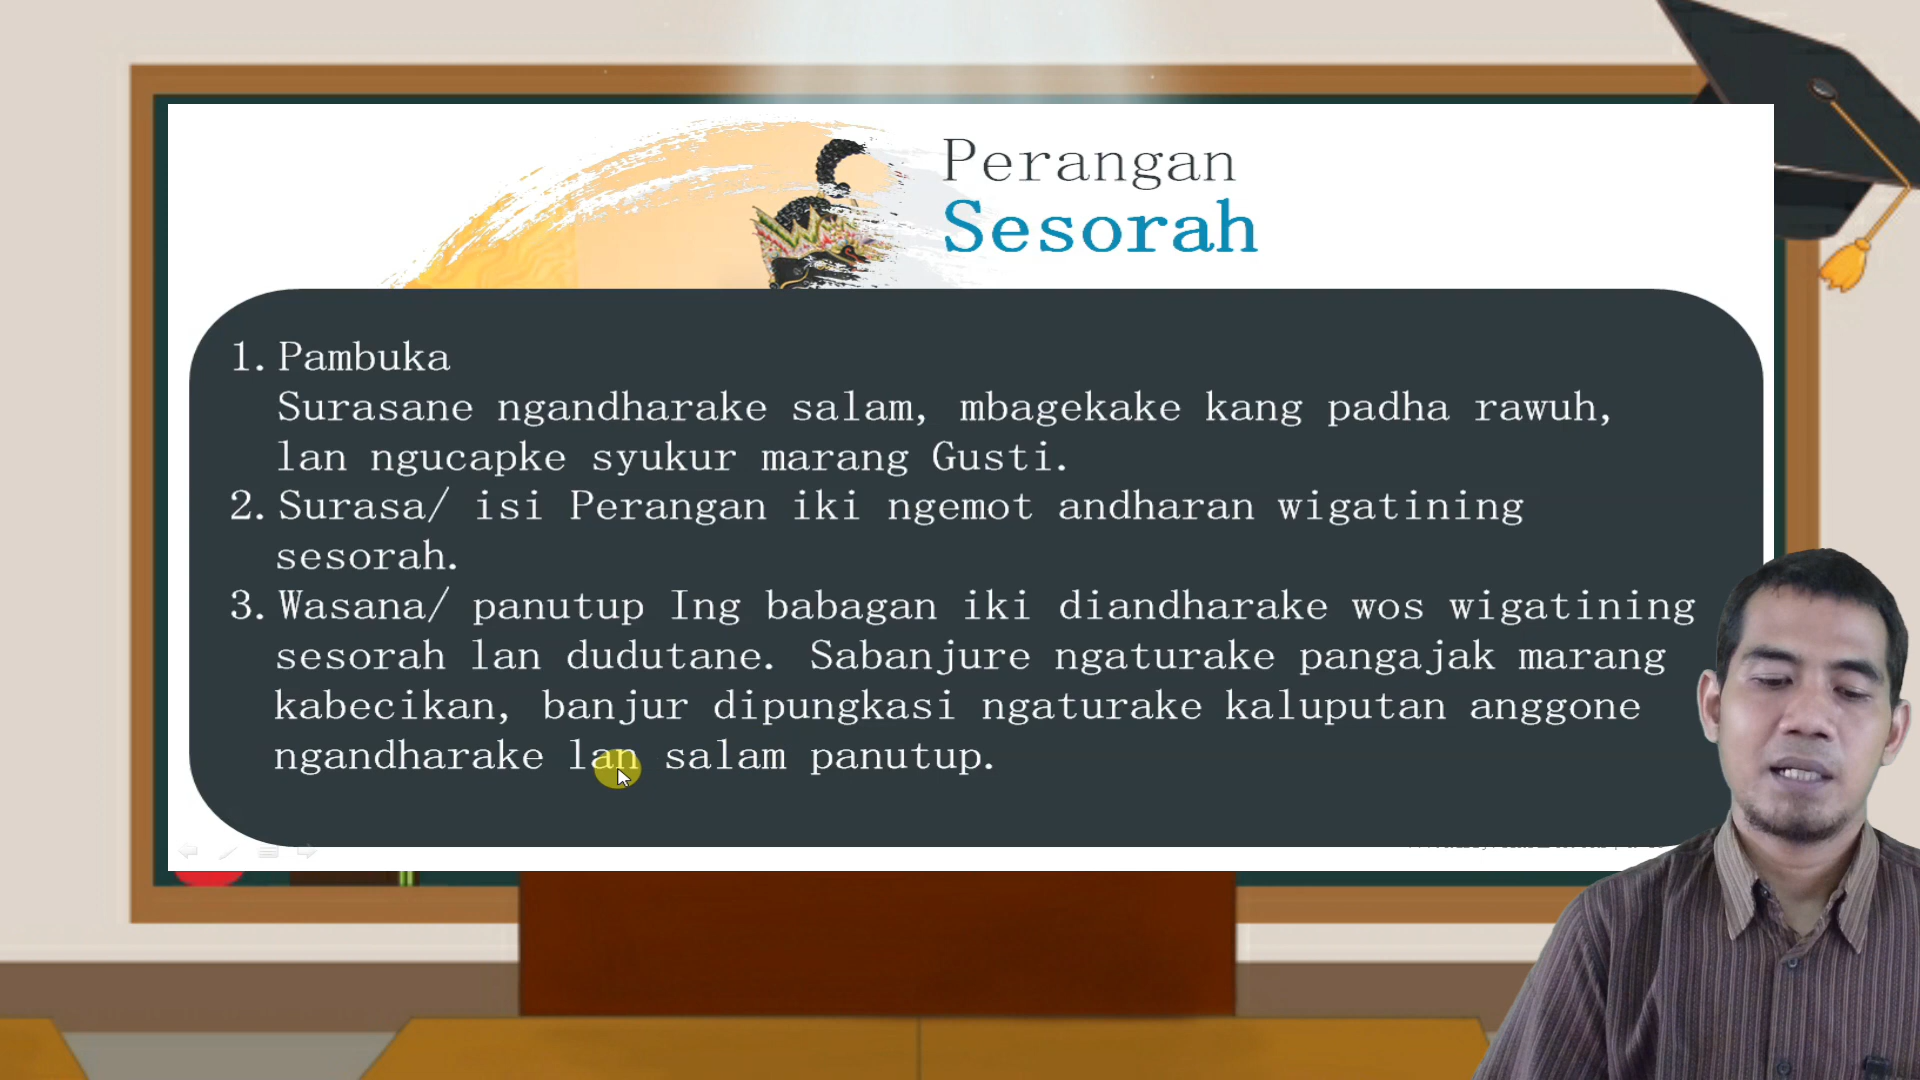 Perangan
Sesorah
1. Pambuka
Surasane ngandharake salam, mbagekake kang padha rawuh,
lan ngucapke syukur marang Gusti.
2. Surasa/ isi Perangan iki ngemot andharan wigatining
sesorah.
3. Wasana/ panutup Ing babagan iki diandharake wos wigatining
sesorah lan dudutane. Sabanjure ngaturake pangajak marang
kabecikan, banjur dipungkasi ngaturake kaluputan anggone
ngandharake lan salam panutup.